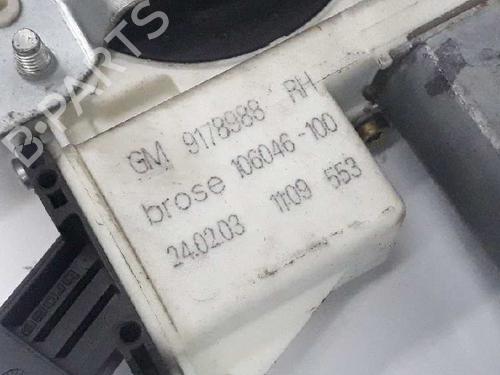 B-PARTS
GM 9178988 RH
brose 106046-100
24.02.03 11:09 553